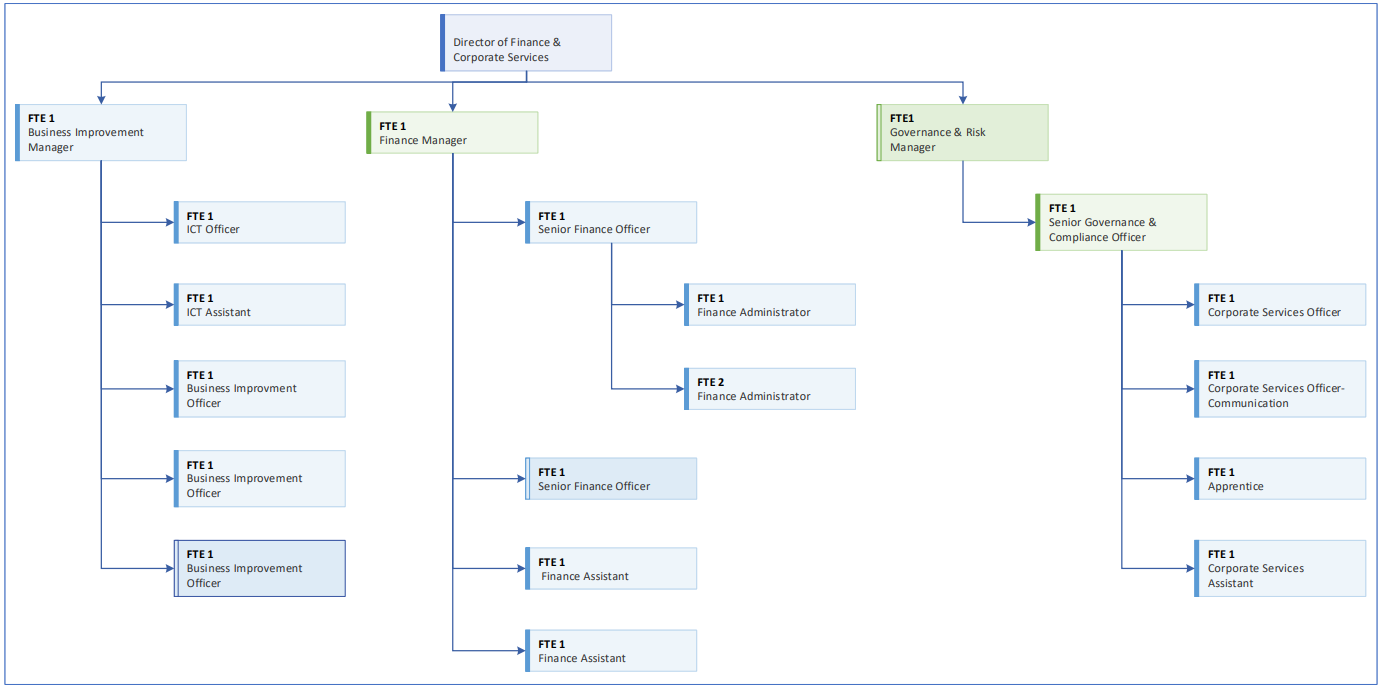 Director of Finance &
Corporate Services
FTE 1
Business Improvement
Manager
FTE 1
ICT Officer
FTE 1
ICT Assistant
FTE 1
Business Improvment
Officer
FTE 1
Business Improvement
Officer
FTE 1
Business Improvement
Officer
FTE 1
Finance Manager
FTE 1
Senior Finance Officer
FTE 1
Finance Administrator
FTE 2
Finance Administrator
FTE 1
Senior Finance Officer
FTE 1
Finance Assistant
FTE 1
Finance Assistant
FTE1
Governance & Risk
Manager
FTE 1
Senior Governance &
Compliance Officer
FTE 1
Corporate Services Officer
FTE 1
Corporate Services Officer-
Communication
FTE 1
Apprentice
FTE 1
Corporate Services
Assistant